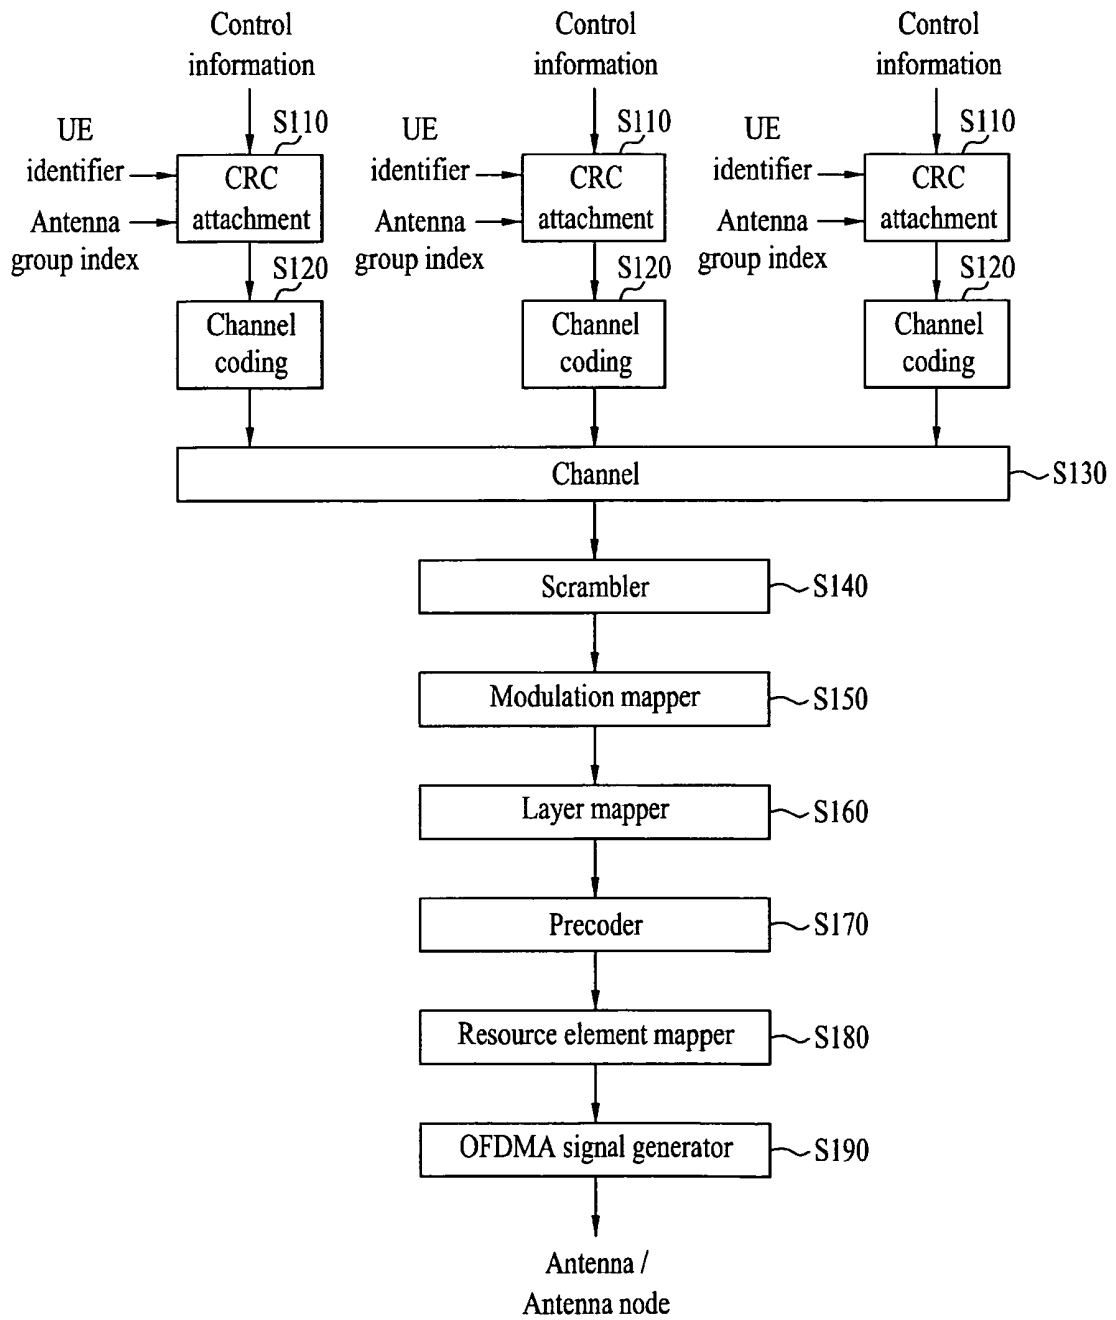 Control
information
Control
information
Control
information
S110
S110
S110
UE
identifier
UE
identifier
UE
identifier
CRC
attachment
CRC
attachment
CRC
attachment
Antenna
group index
Antenna
group index
Antenna
group index
S120
S120
S120
Channel
coding
Channel
coding
Channel
coding
Channel
S130
Scrambler
S140
Modulation mapper
S150
Layer mapper
S160
Precoder
S170
Resource element mapper
S180
OFDMA signal generator
S190
Antenna /
Antenna node